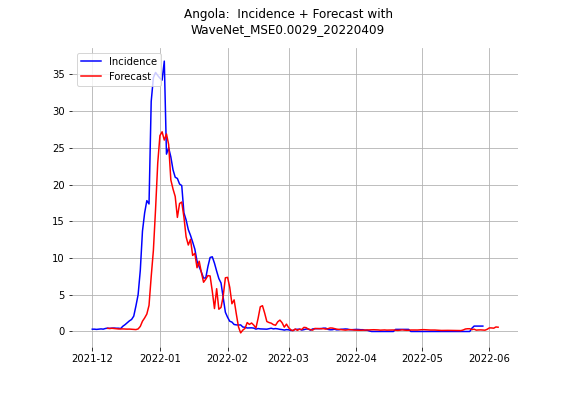 Angola:  Incidence + Forecast with
WaveNet_MSE0.0029_20220409
Incidence
Forecast
35
30
25
20
15
10
5
0
2021-12 2022-01 2022-02 2022-03 2022-04 2022-05 2022-06